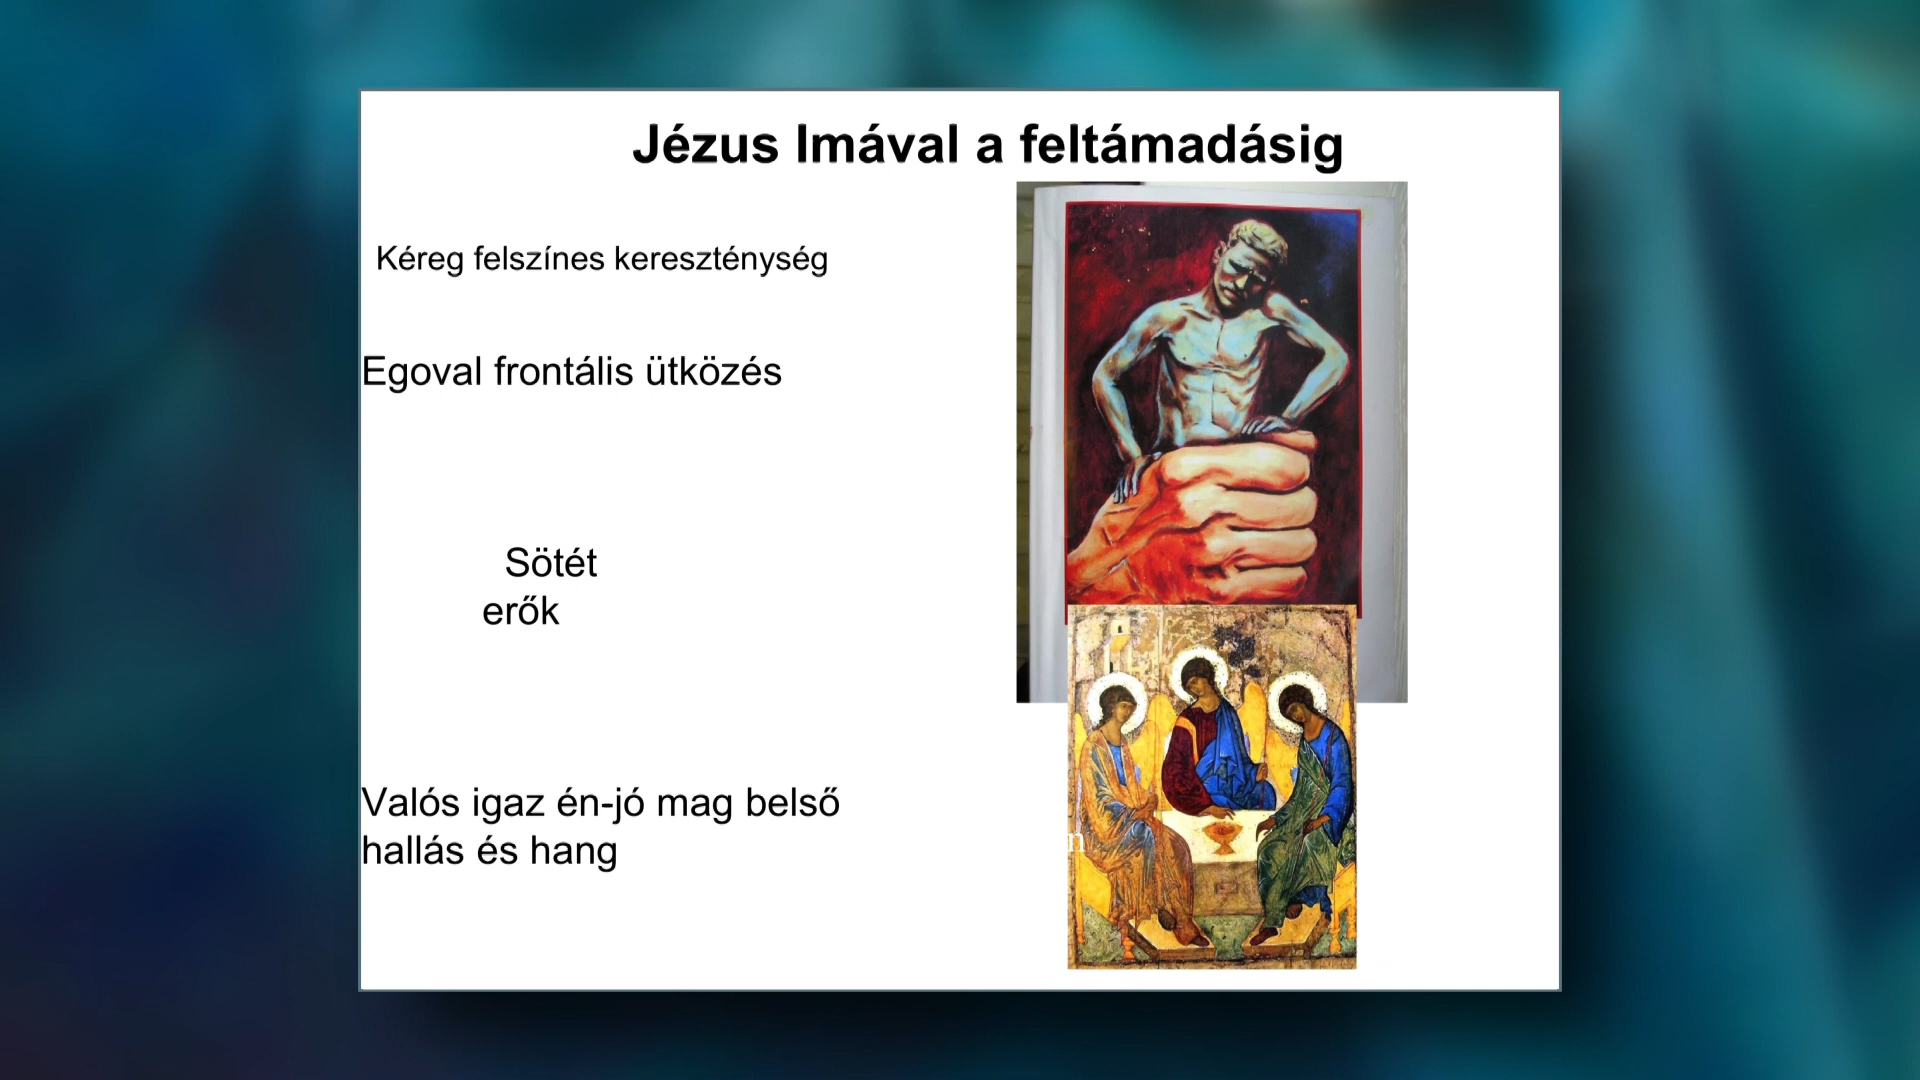 Jézus Imával a feltámadásig
Kéreg felszínes kereszténység
Egoval frontális ütközés
Sötét
erők
Valós igaz én-jó mag belső
hallás és hang
n